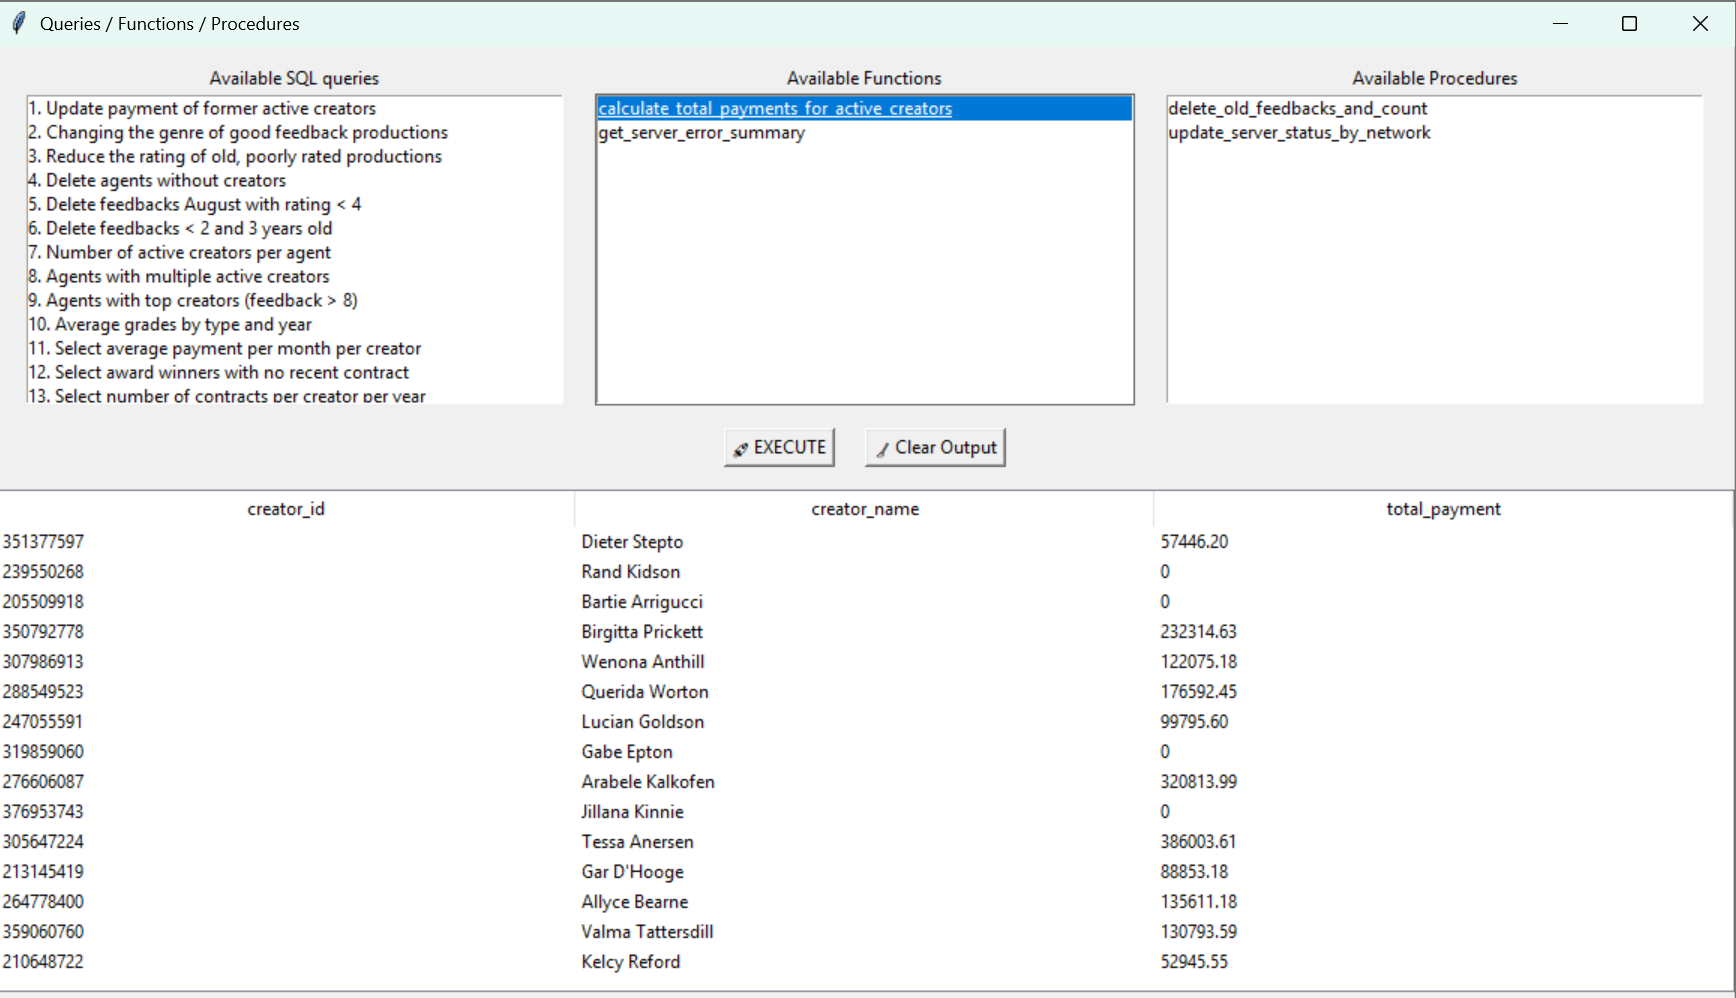 Queries / Functions / Procedures
Available SQL queries
1. Update payment of former active creators
2. Changing the genre of good feedback productions
3. Reduce the rating of old, poorly rated productions
4. Delete agents without creators
5. Delete feedbacks August with rating < 4
6. Delete feedbacks < 2 and 3 years old
7. Number of active creators per agent
8. Agents with multiple active creators
9. Agents with top creators (feedback > 8)
10. Average grades by type and year
11. Select average payment per month per creator
12. Select award winners with no recent contract
13. Select number of contracts per creator per year
Available Functions
calculate_total_payments_for_active_creators
get_server_error_summary
Available Procedures
delete_old_feedbacks_and_count
update_server_status_by_network
EXECUTE Clear Output
creator_id creator_name total_payment
351377597 Dieter Stepto 57446.20
239550268 Rand Kidson 0
205509918 Bartie Arrigucci 0
350792778 Birgitta Prickett 232314.63
307986913 Wenona Anthill 122075.18
288549523 Querida Worton 176592.45
247055591 Lucian Goldson 99795.60
319859060 Gabe Epton 0
276606087 Arabele Kalkofen 320813.99
376953743 Jillana Kinnie 0
305647224 Tessa Anersen 386003.61
213145419 Gar D'Hooge 88853.18
264778400 Allyce Bearne 135611.18
359060760 Valma Tattersdill 130793.59
210648722 Kelcy Reford 52945.55